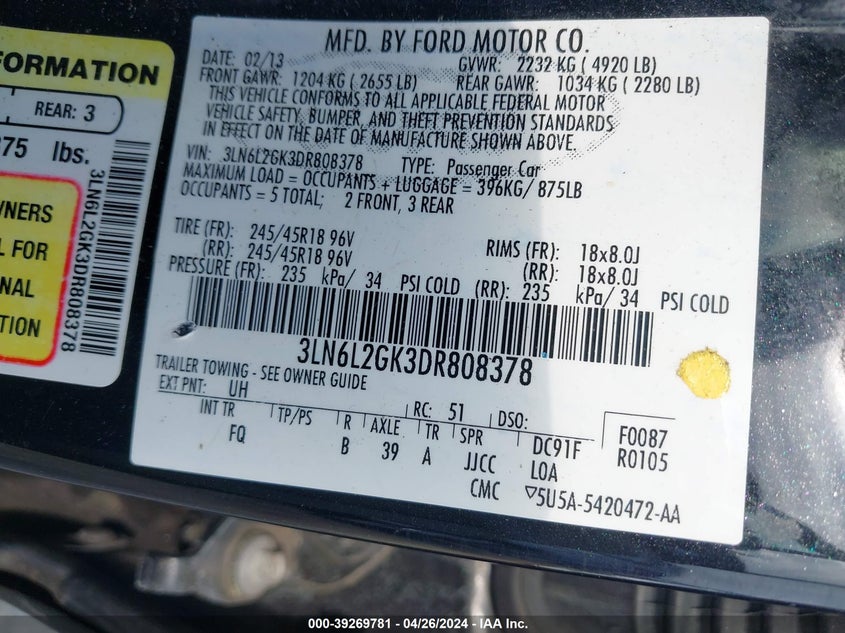 FORMATION
REAR: 3
975 lbs.
WNERS
L FOR
NAL
TION
3LN6L2GK3DR808378
MFD. BY FORD MOTOR CO.
DATE: 02/13 GVWR: 2232 KG ( 4920 LB)
FRONT GAWR: 1204 KG ( 2655 LB) REAR GAWR: 1034 KG ( 2280 LB)
THIS VEHICLE CONFORMS TO ALL APPLICABLE FEDERAL MOTOR
VEHICLE SAFETY, BUMPER, AND THEFT PREVENTION STANDARDS
IN EFFECT ON THE DATE OF MANUFACTURE SHOWN ABOVE.
VIN: 3LN6L2GK3DR808378 TYPE: Passenger Car
MAXIMUM LOAD = OCCUPANTS + LUGGAGE = 396KG/ 875LB
OCCUPANTS = 5 TOTAL; 2 FRONT, 3 REAR
TIRE (FR): 245/45R18 96V RIMS (FR): 18x8.0J
(RR): 245/45R18 96V (RR): 18x8.0J
PRESSURE (FR): 235 kPa/ 34 PSI COLD (RR): 235 kPa/ 34 PSI COLD
3LN6L2GK3DR808378
TRAILER TOWING - SEE OWNER GUIDE
EXT PNT: UH RC: 51 DSO: F0087
INT TR TP/PS R AXLE TR SPR DC91F R0105
FQ B 39 A JJCC LOA
CMC ▽5U5A-5420472-AA
000-39269781 / 04/26/2024 - IAA Inc.